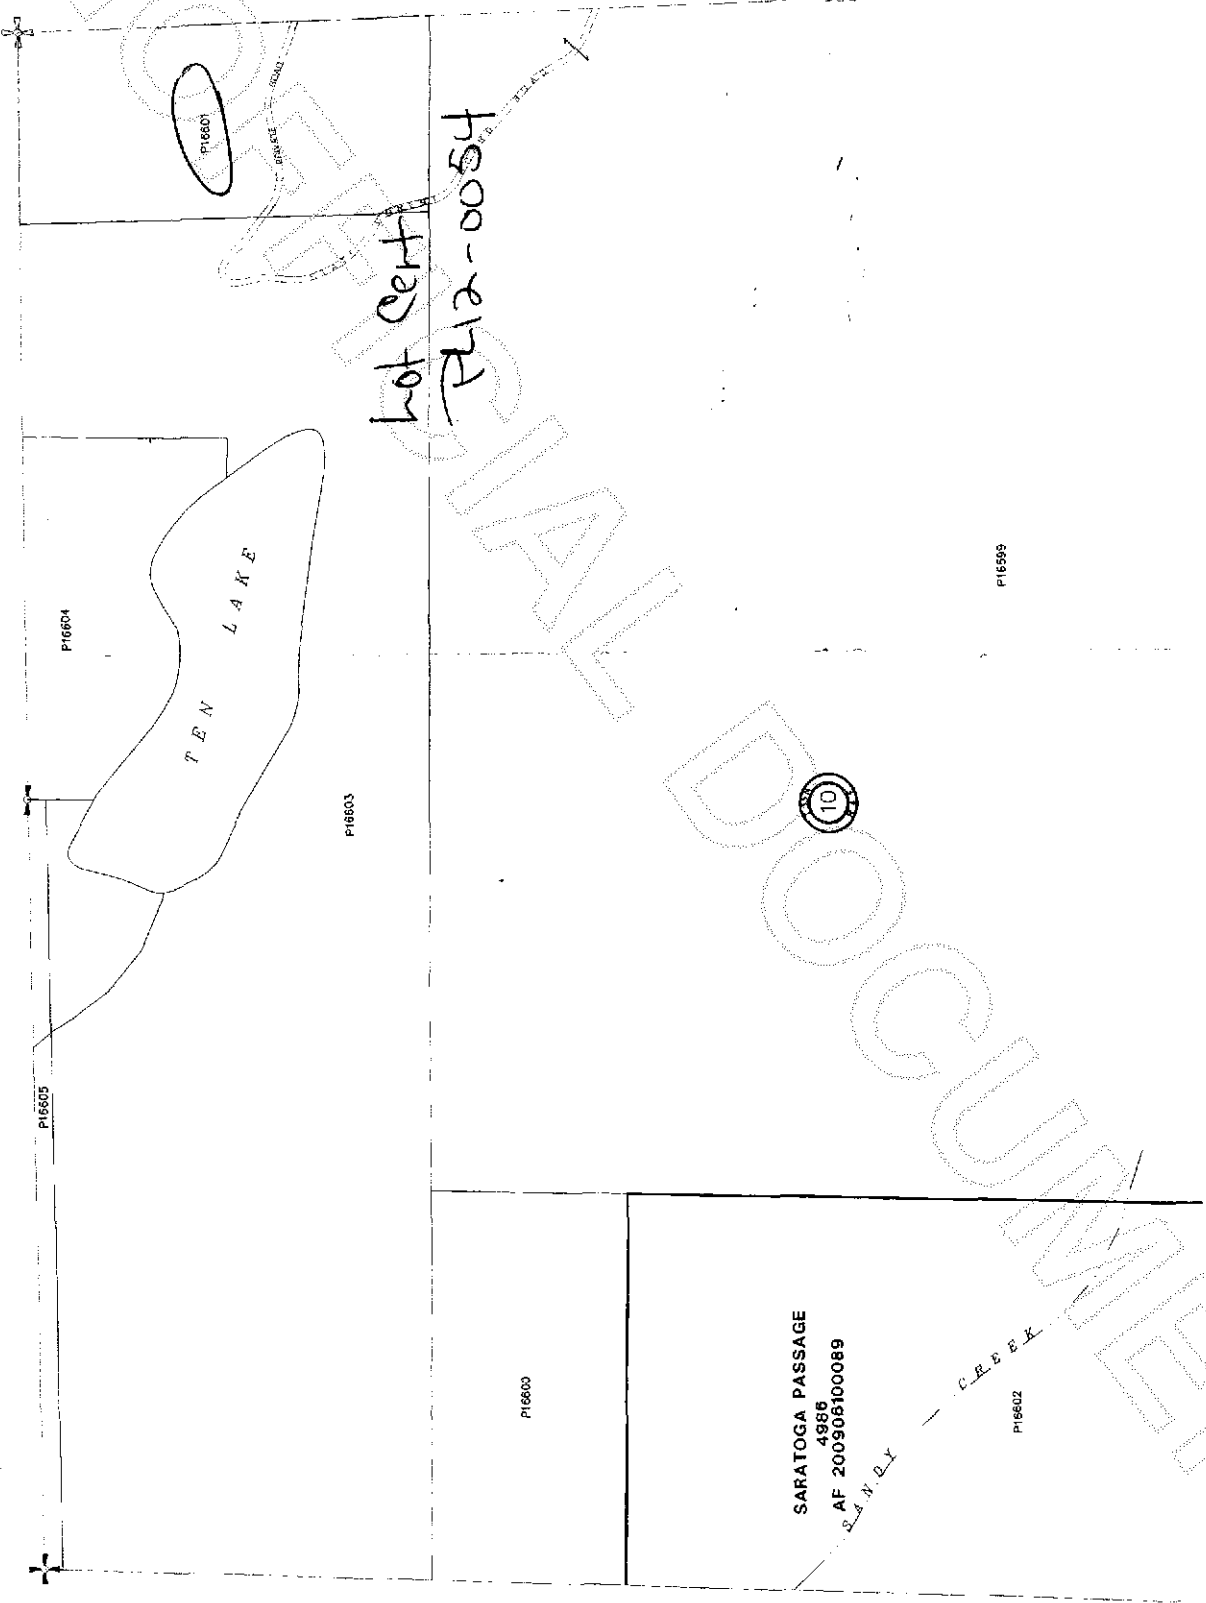 P16601
PRIVATE ROAD
Lot Cert
PL12-0054
P16604
TEN LAKE
P16603
P16599
10
P16605
P16600
SARATOGA PASSAGE
4986
AF 200906100089
SANDY CREEK
P16602
UNOFFICIAL DOCUMENT